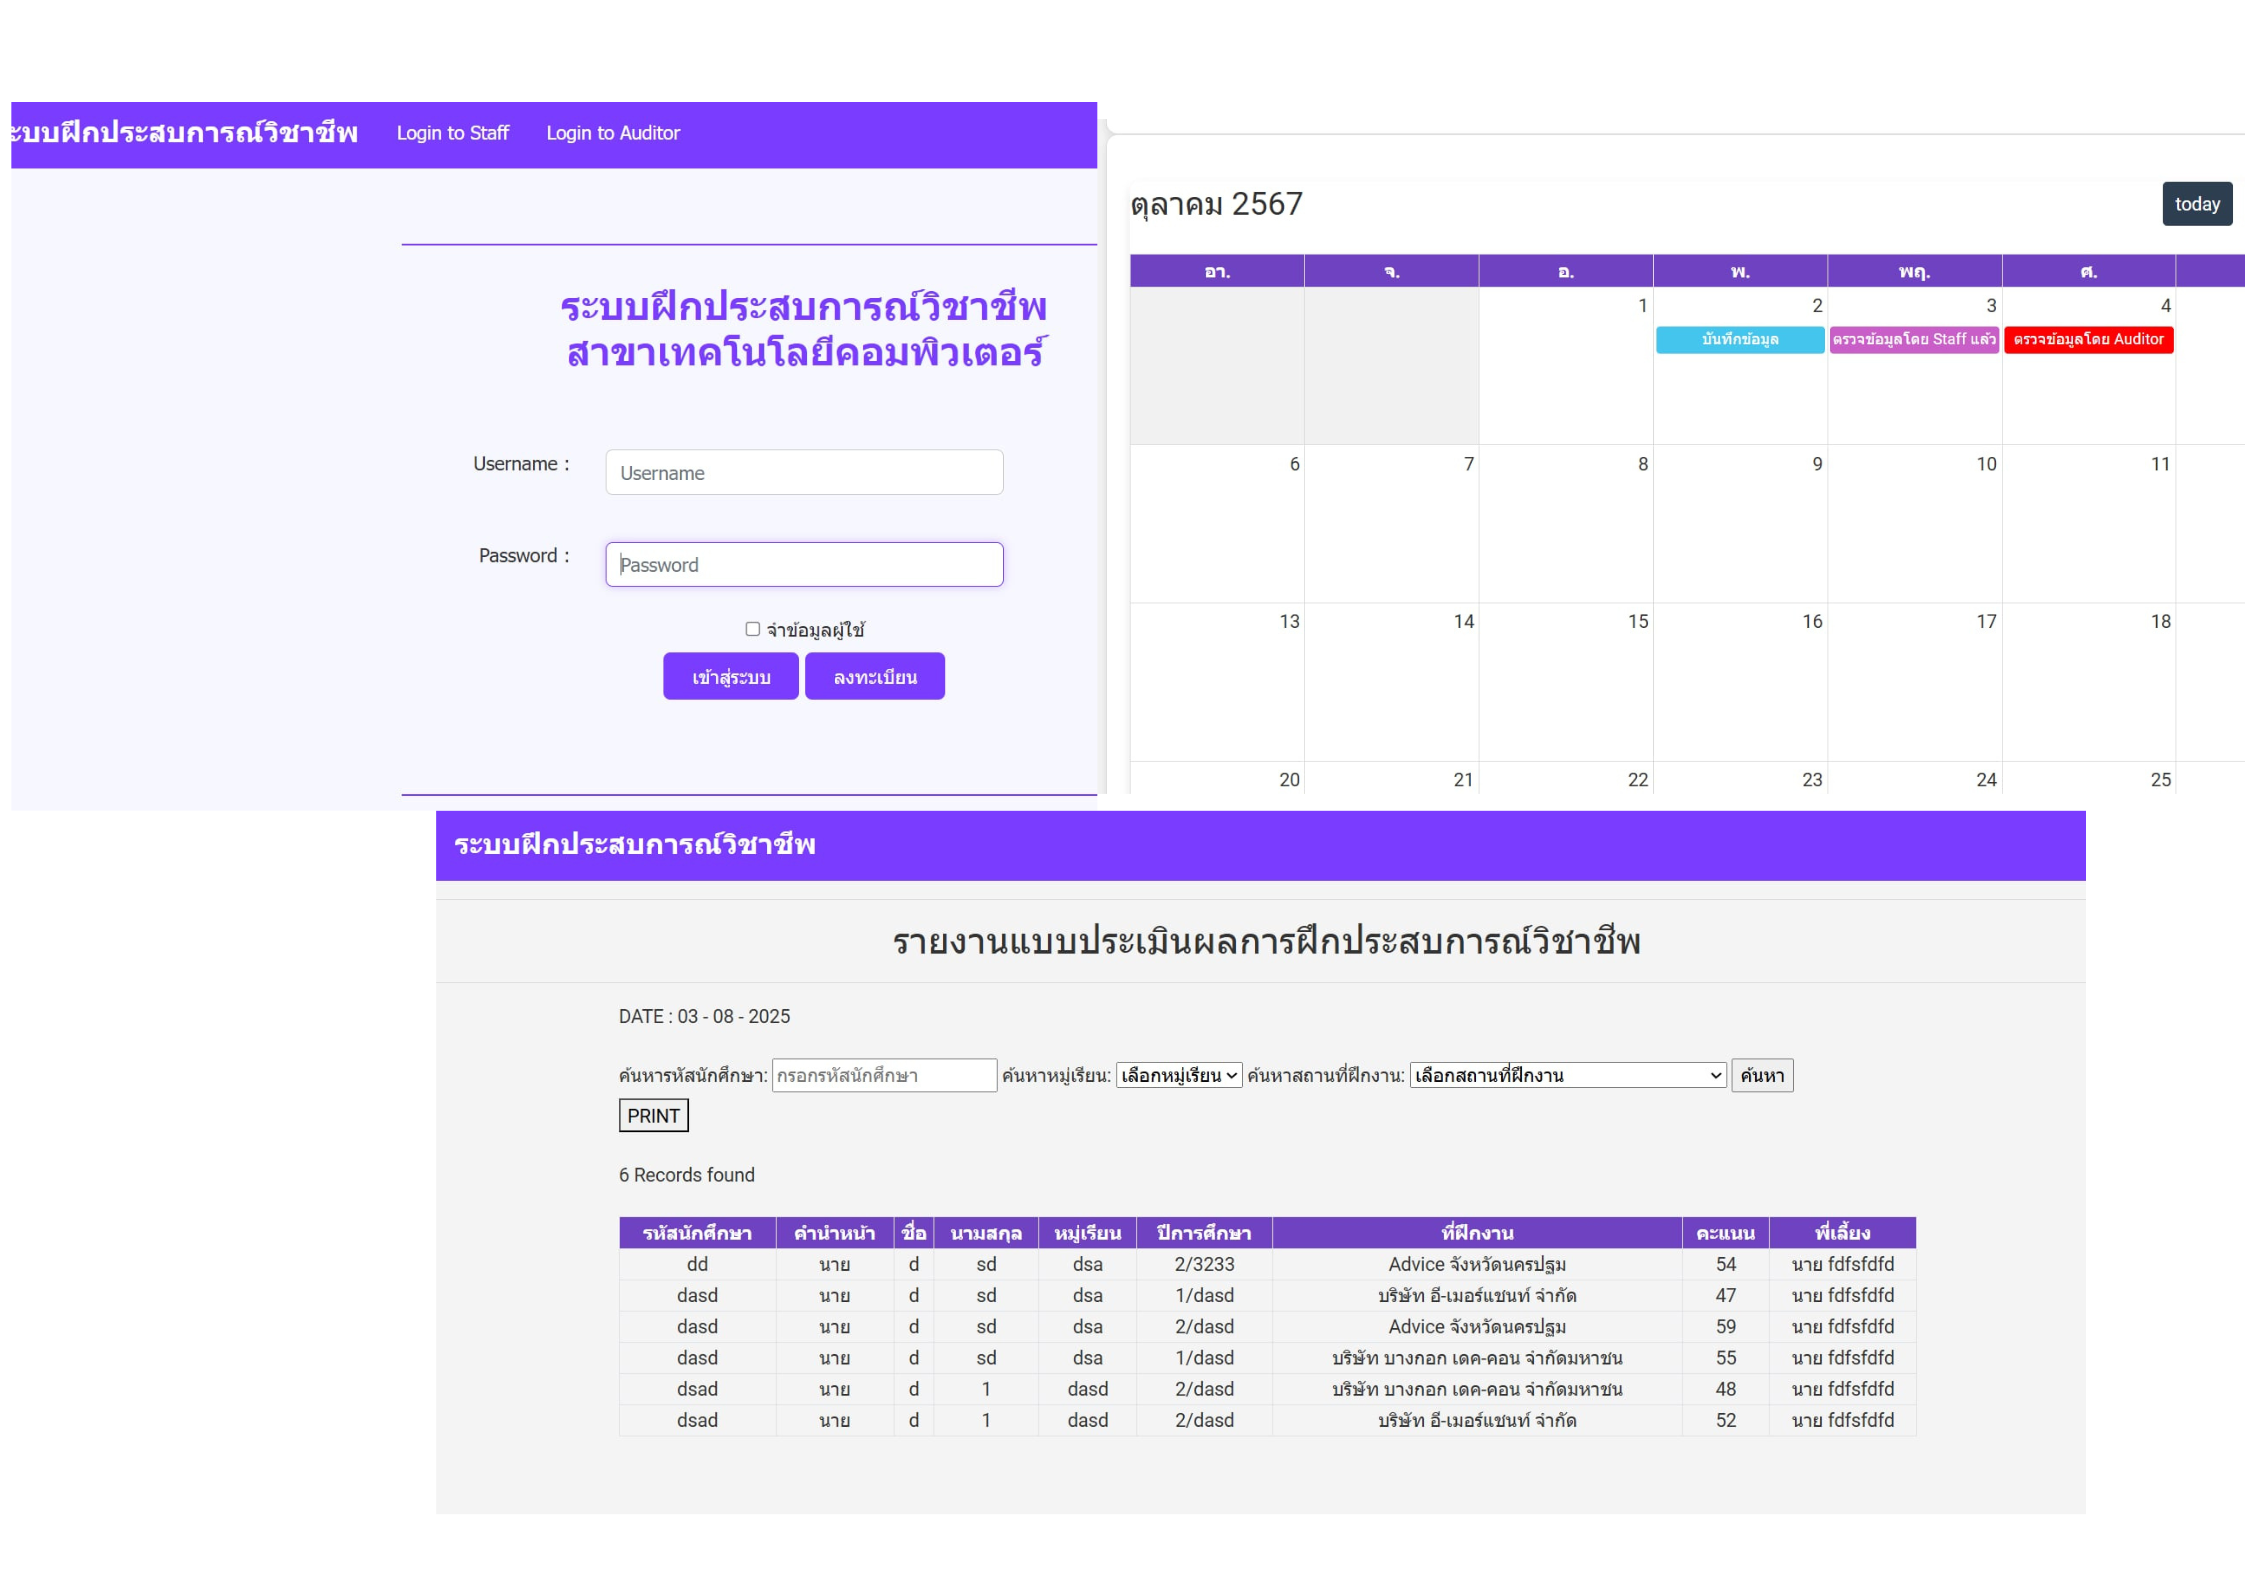 ะบบฝึกประสบการณ์วิชาชีพ Login to Staff Login to Auditor
ระบบฝึกประสบการณ์วิชาชีพ
สาขาเทคโนโลยีคอมพิวเตอร์
Username : Username
Password : Password
จำข้อมูลผู้ใช้
เข้าสู่ระบบ ลงทะเบียน
ตุลาคม 2567 today
อา. จ. อ. พ. พฤ. ศ.
1 2 3 4
บันทึกข้อมูล ตรวจข้อมูลโดย Staff แล้ว ตรวจข้อมูลโดย Auditor
6 7 8 9 10 11
13 14 15 16 17 18
20 21 22 23 24 25
ระบบฝึกประสบการณ์วิชาชีพ
รายงานแบบประเมินผลการฝึกประสบการณ์วิชาชีพ
DATE : 03 - 08 - 2025
ค้นหารหัสนักศึกษา: กรอกรหัสนักศึกษา ค้นหาหมู่เรียน: เลือกหมู่เรียน ค้นหาสถานที่ฝึกงาน: เลือกสถานที่ฝึกงาน ค้นหา
PRINT
6 Records found
รหัสนักศึกษา คำนำหน้า ชื่อ นามสกุล หมู่เรียน ปีการศึกษา ที่ฝึกงาน คะแนน พี่เลี้ยง
dd นาย d sd dsa 2/3233 Advice จังหวัดนครปฐม 54 นาย fdfsfdfd
dasd นาย d sd dsa 1/dasd บริษัท อี-เมอร์แชนท์ จำกัด 47 นาย fdfsfdfd
dasd นาย d sd dsa 2/dasd Advice จังหวัดนครปฐม 59 นาย fdfsfdfd
dasd นาย d sd dsa 1/dasd บริษัท บางกอก เดค-คอน จำกัดมหาชน 55 นาย fdfsfdfd
dsad นาย d 1 dasd 2/dasd บริษัท บางกอก เดค-คอน จำกัดมหาชน 48 นาย fdfsfdfd
dsad นาย d 1 dasd 2/dasd บริษัท อี-เมอร์แชนท์ จำกัด 52 นาย fdfsfdfd